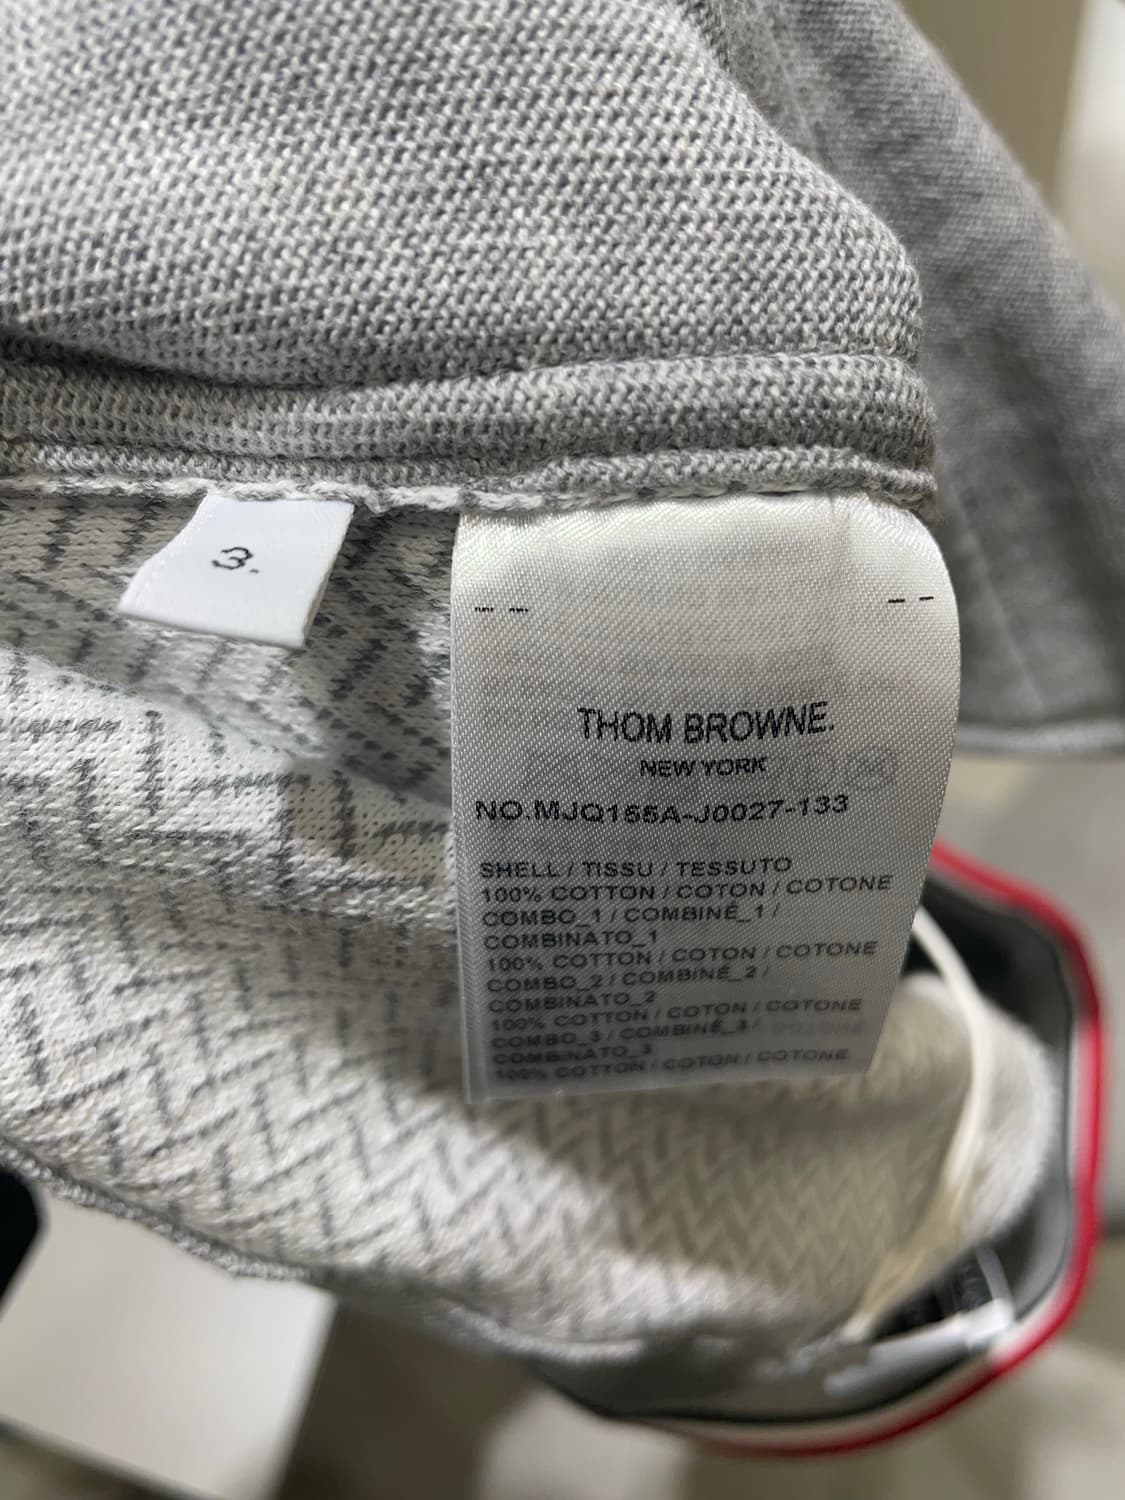 3.
THOM BROWNE.
NEW YORK
NO.MJQ155A-J0027-133
SHELL / TISSU / TESSUTO
100% COTTON / COTON / COTONE
COMBO_1 / COMBINÉ_1 /
COMBINATO_1
100% COTTON / COTON / COTONE
COMBO_2 / COMBINÉ_2 /
COMBINATO_2
100% COTTON / COTON / COTONE
COMBO_3 / COMBINÉ_3 /
COMBINATO_3
100% COTTON / COTON / COTONE